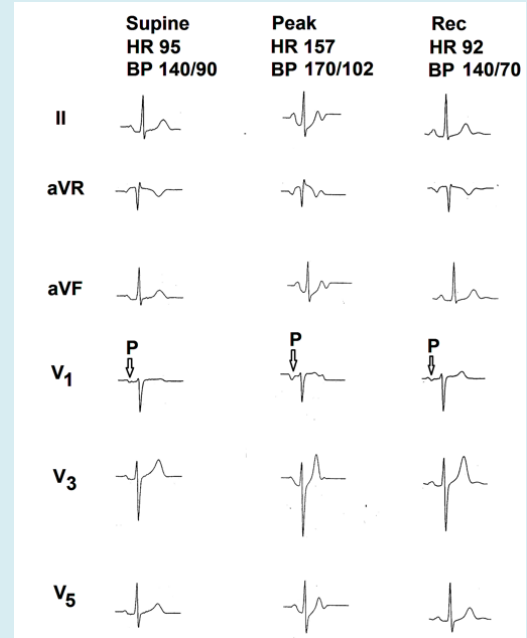 Supine Peak Rec
HR 95 HR 157 HR 92
BP 140/90 BP 170/102 BP 140/70
II
aVR
aVF
P P P
V1
V3
V5